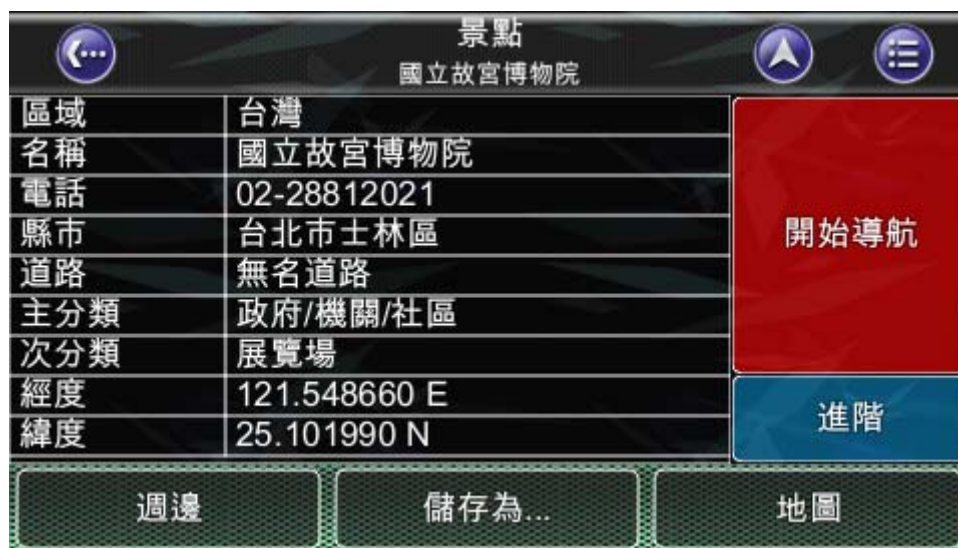 景點
國立故宮博物院
區域 台灣
名稱 國立故宮博物院
電話 02-28812021
縣市 台北市士林區
道路 無名道路
主分類 政府/機關/社區
次分類 展覽場
經度 121.548660 E
緯度 25.101990 N
開始導航
進階
週邊 儲存為... 地圖